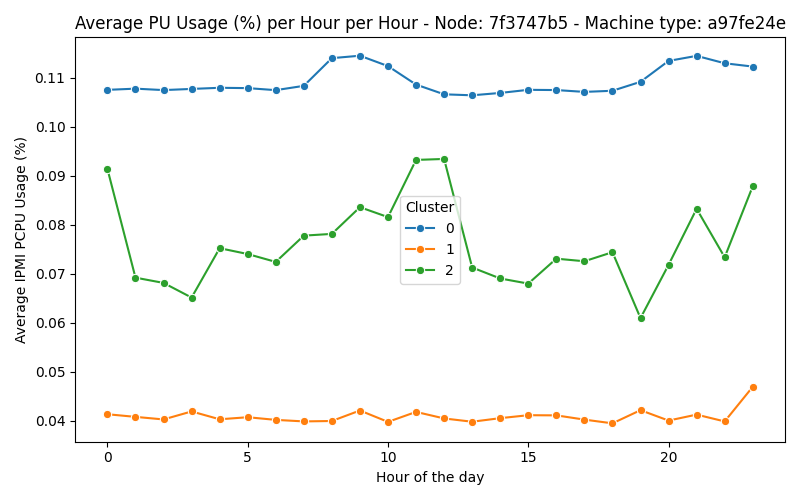 Average PU Usage (%) per Hour per Hour - Node: 7f3747b5 - Machine type: a97fe24e
Average IPMI PCPU Usage (%)
0.11
0.10
0.09
0.08
0.07
0.06
0.05
0.04
Cluster
0
1
2
0 5 10 15 20
Hour of the day